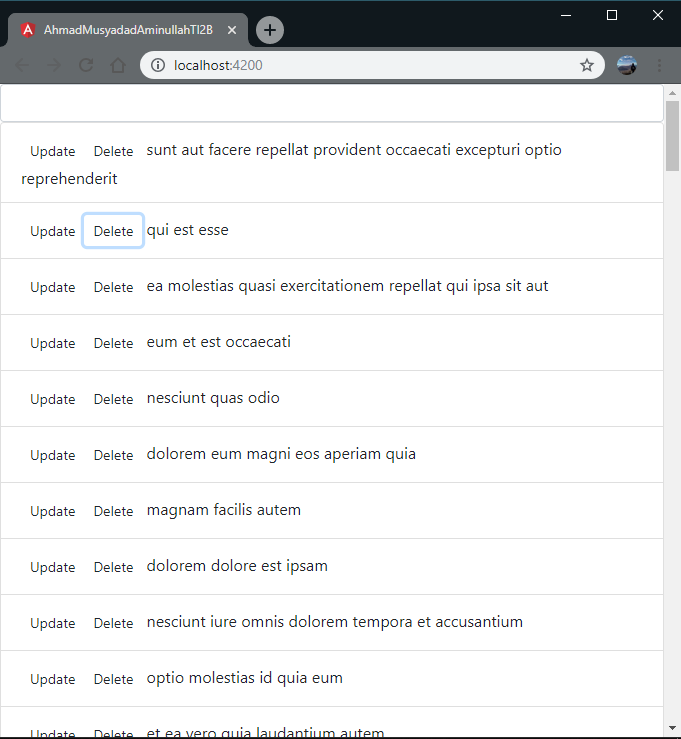 AhmadMusyadadAminullahTI2B
localhost:4200
Update Delete sunt aut facere repellat provident occaecati excepturi optio
reprehenderit
Update Delete qui est esse
Update Delete ea molestias quasi exercitationem repellat qui ipsa sit aut
Update Delete eum et est occaecati
Update Delete nesciunt quas odio
Update Delete dolorem eum magni eos aperiam quia
Update Delete magnam facilis autem
Update Delete dolorem dolore est ipsam
Update Delete nesciunt iure omnis dolorem tempora et accusantium
Update Delete optio molestias id quia eum
Update Delete et ea vero quia laudantium autem